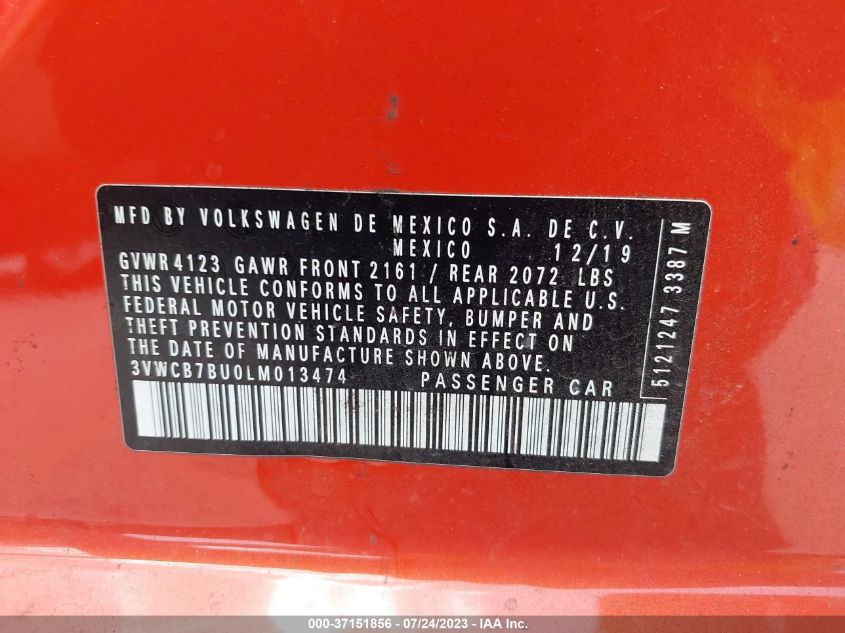 MFD BY VOLKSWAGEN DE MEXICO S.A. DE C.V.
MEXICO 12/19
GVWR 4123 GAWR FRONT 2161 / REAR 2072 LBS
THIS VEHICLE CONFORMS TO ALL APPLICABLE U.S.
FEDERAL MOTOR VEHICLE SAFETY, BUMPER AND
THEFT PREVENTION STANDARDS IN EFFECT ON
THE DATE OF MANUFACTURE SHOWN ABOVE.
3VWCB7BU0LM013474 PASSENGER CAR
5121247 3387 M
000-37151856 / 07/24/2023 - IAA Inc.